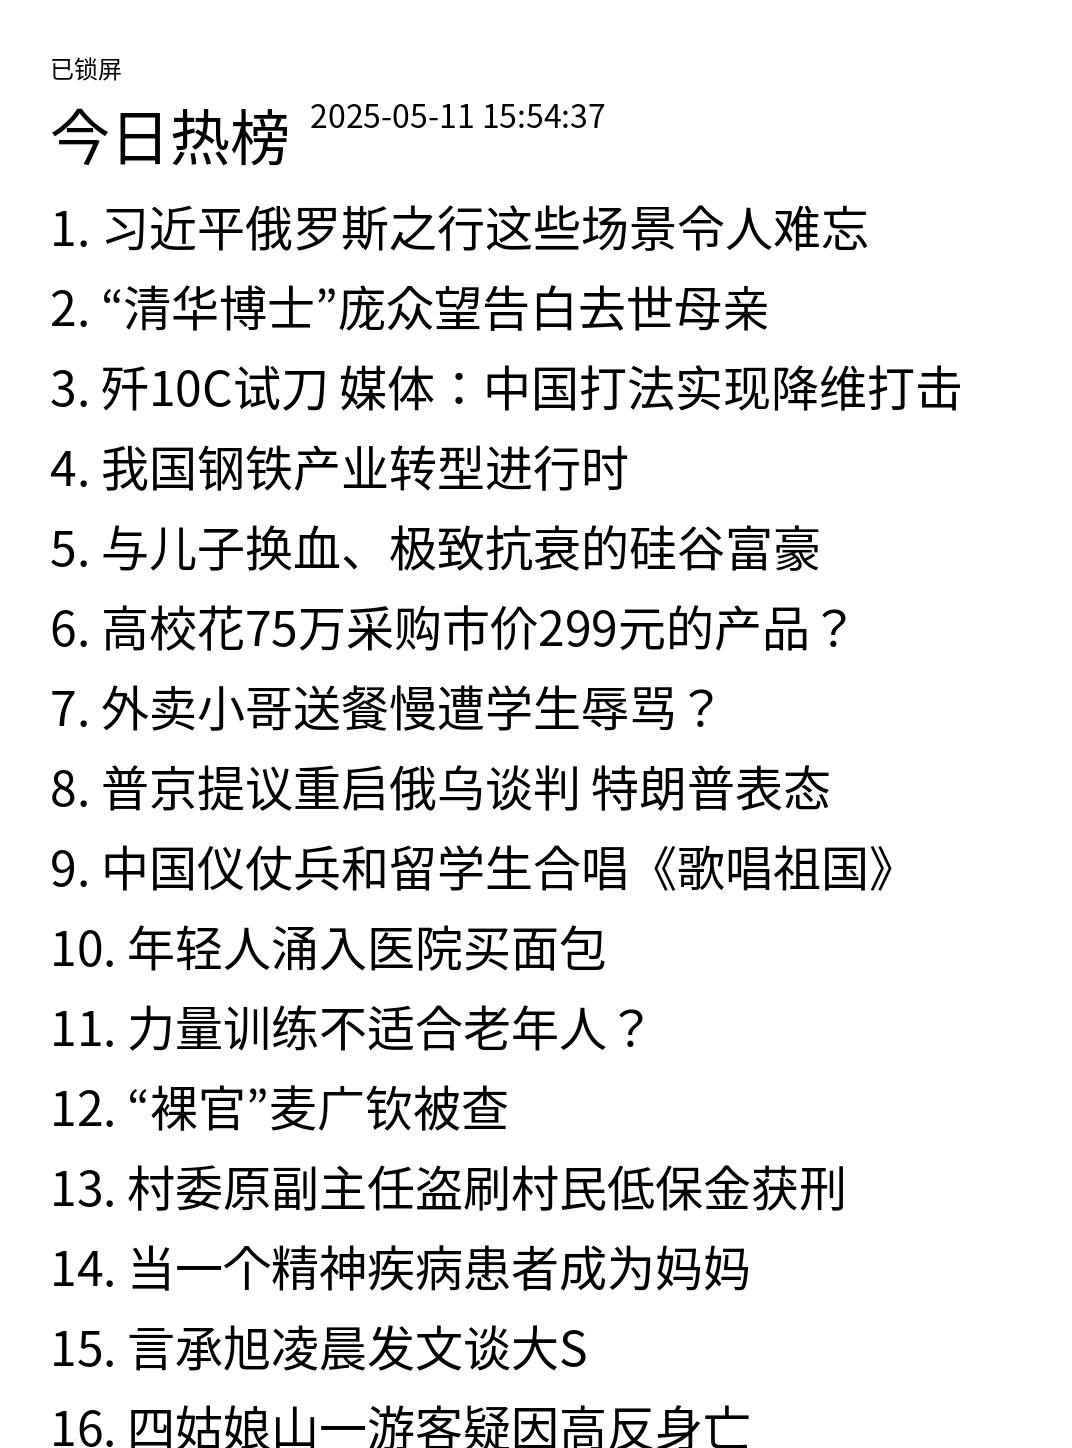 已锁屏
今日热榜 2025-05-11 15:54:37
1. 习近平俄罗斯之行这些场景令人难忘
2. “清华博士”庞众望告白去世母亲
3. 歼10C试刀 媒体：中国打法实现降维打击
4. 我国钢铁产业转型进行时
5. 与儿子换血、极致抗衰的硅谷富豪
6. 高校花75万采购市价299元的产品？
7. 外卖小哥送餐慢遭学生辱骂？
8. 普京提议重启俄乌谈判 特朗普表态
9. 中国仪仗兵和留学生合唱《歌唱祖国》
10. 年轻人涌入医院买面包
11. 力量训练不适合老年人？
12. “裸官”麦广钦被查
13. 村委原副主任盗刷村民低保金获刑
14. 当一个精神疾病患者成为妈妈
15. 言承旭凌晨发文谈大S
16. 四姑娘山一游客疑因高反身亡